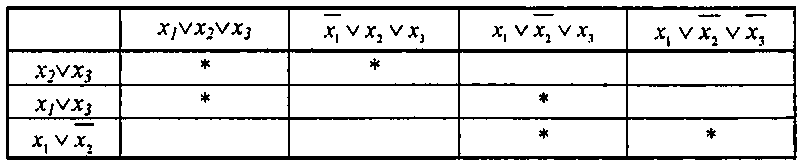 x₁∨x₂∨x₃ x̅₁∨x₂∨x₃ x₁∨x̅₂∨x₃ x₁∨x̅₂∨x̅₃
x₂∨x₃ * *
x₁∨x₃ * *
x₁∨x̅₂ * *